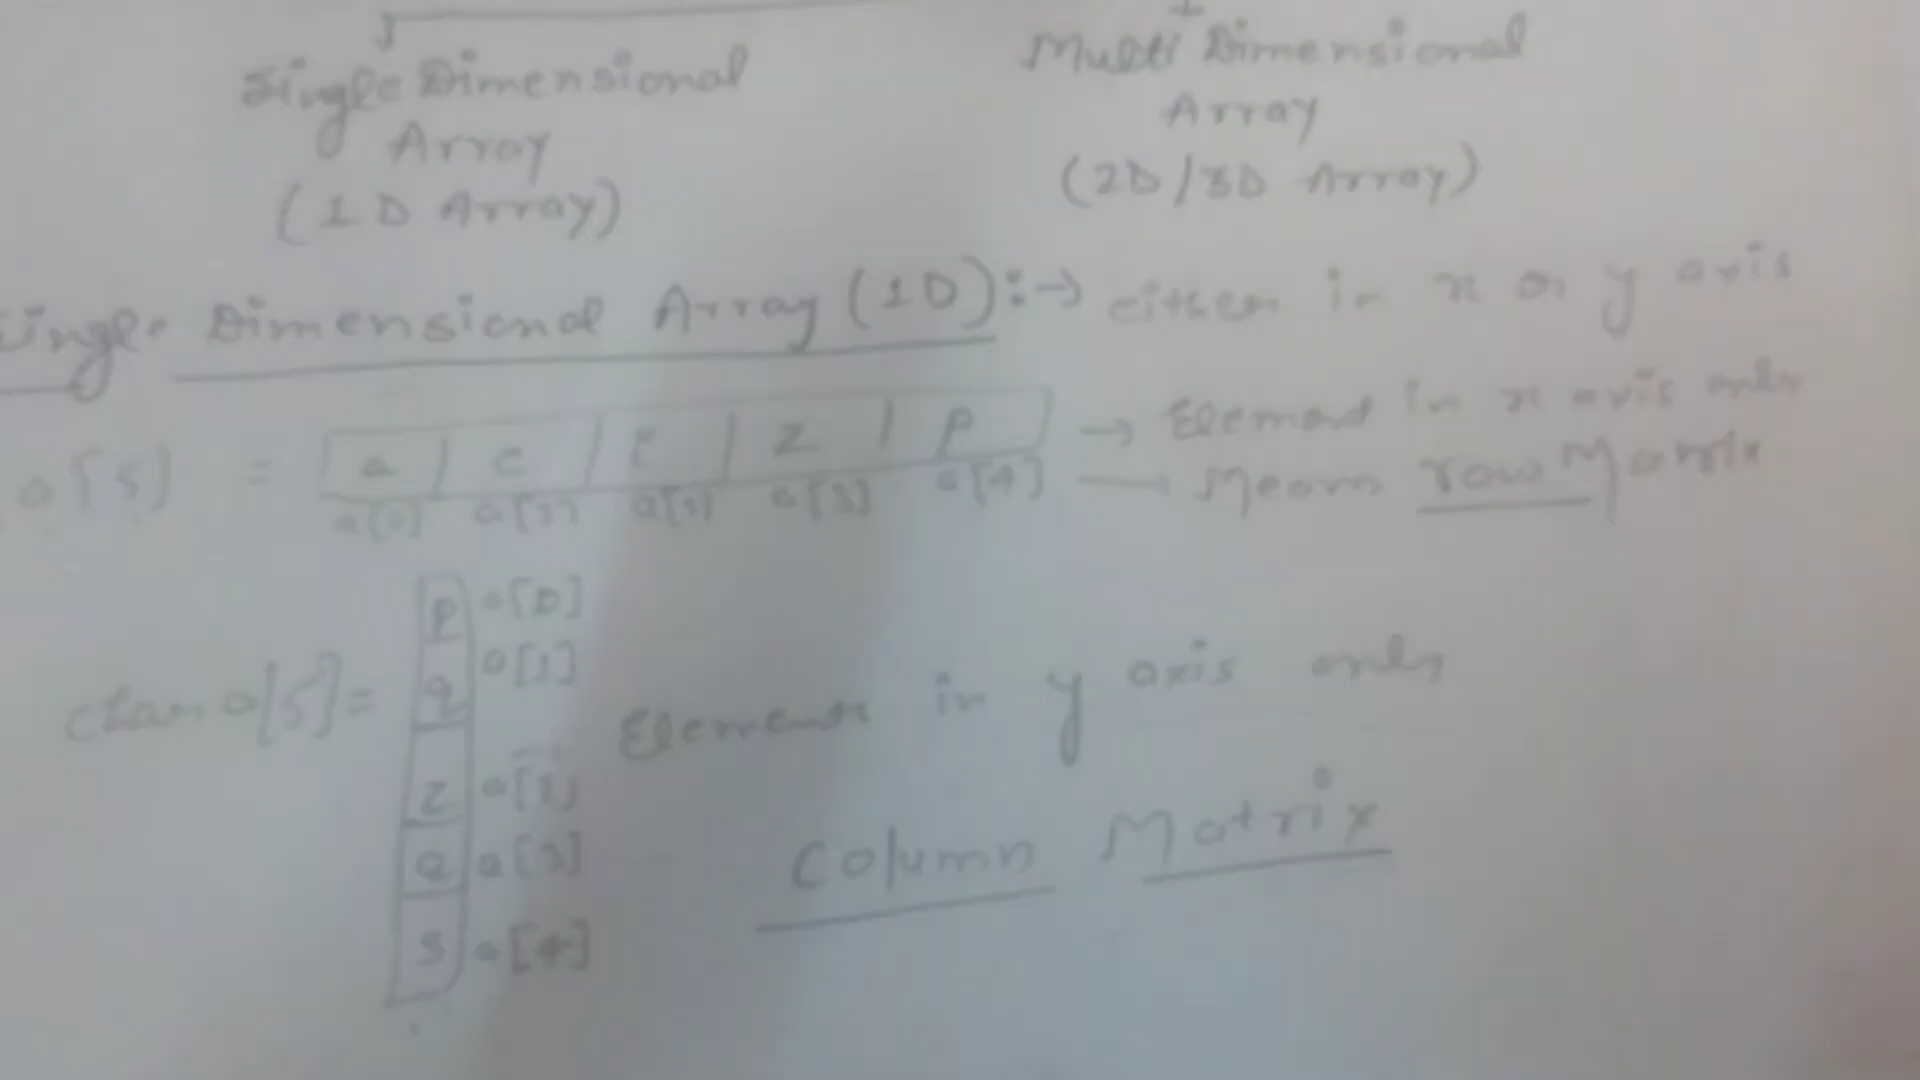 Single Dimensional
Array
(1D Array)
Multi Dimensional
Array
(2D/3D Array)
Single Dimensional Array (1D):→ either in x or y axis
a[5] = a c z p → Element in x axis only
a[0] a[3] a[4] → Means row Matrix
char a[5]=
p a[0]
q a[1]
z
a a[3]
s a[4]
Elements in y axis only
Column Matrix